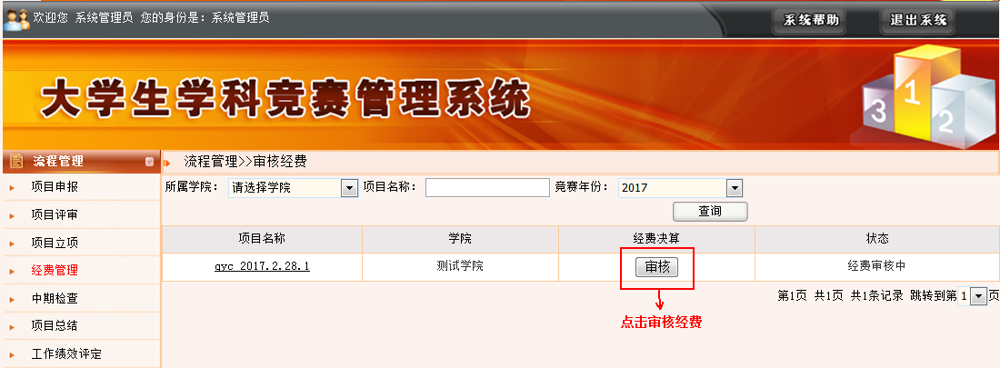 欢迎您 系统管理员 您的身份是：系统管理员
系统帮助 退出系统
大学生学科竞赛管理系统
3 1 2
流程管理
流程管理>>审核经费
项目申报
项目评审
项目立项
经费管理
中期检查
项目总结
工作绩效评定
所属学院： 请选择学院 项目名称： 竞赛年份： 2017
查询
项目名称 学院 经费决算 状态
qyc 2017.2.28.1 测试学院 审核 经费审核中
第1页 共1页 共1条记录 跳转到第 1 页
点击审核经费